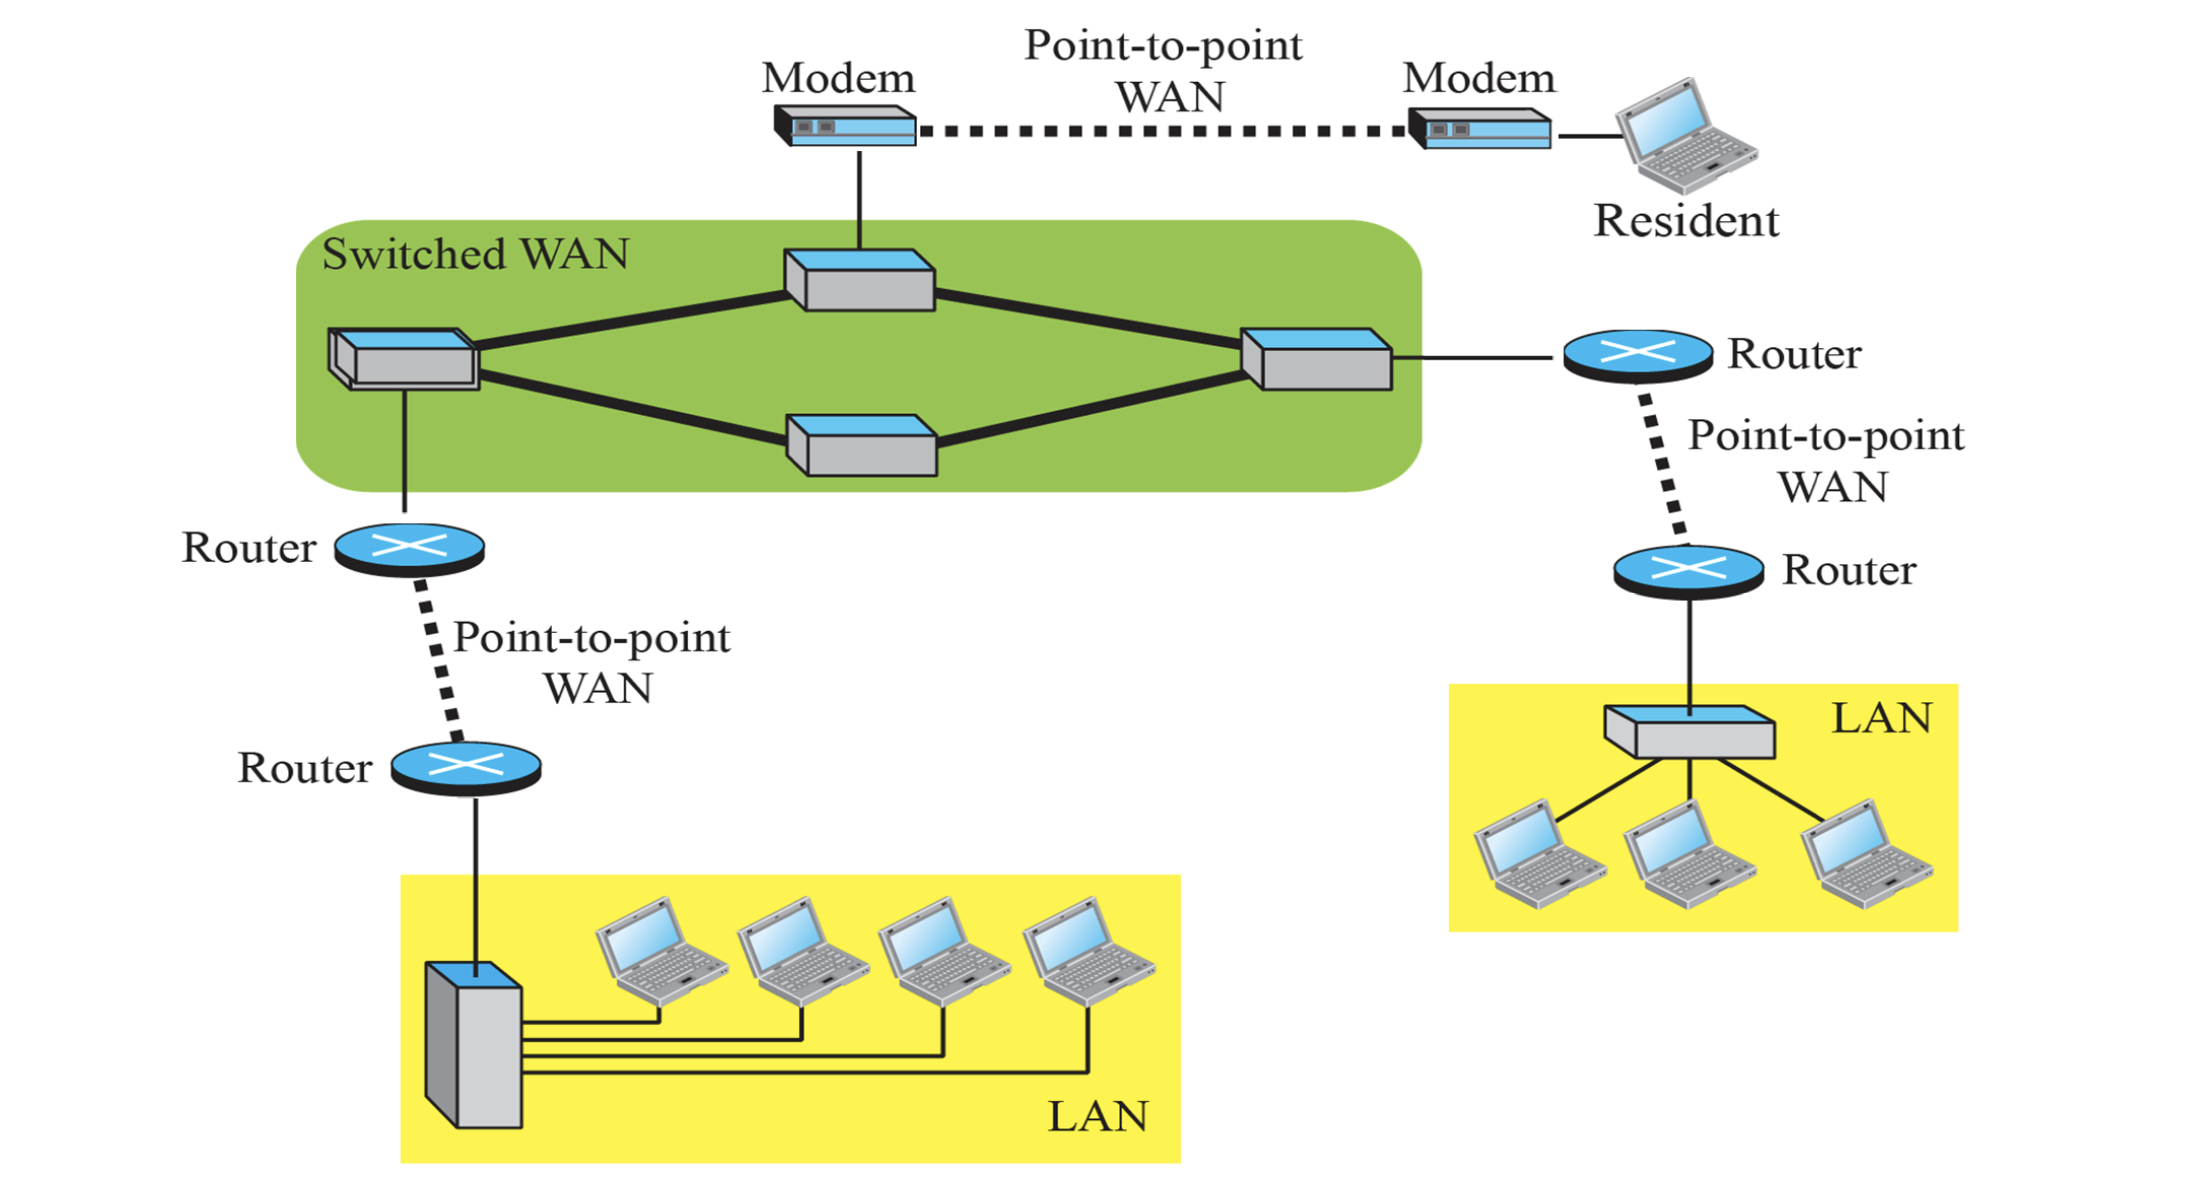 Point-to-point
WAN
Modem
Modem
Resident
Switched WAN
Router
Point-to-point
WAN
Router
Router
Point-to-point
WAN
Router
LAN
LAN